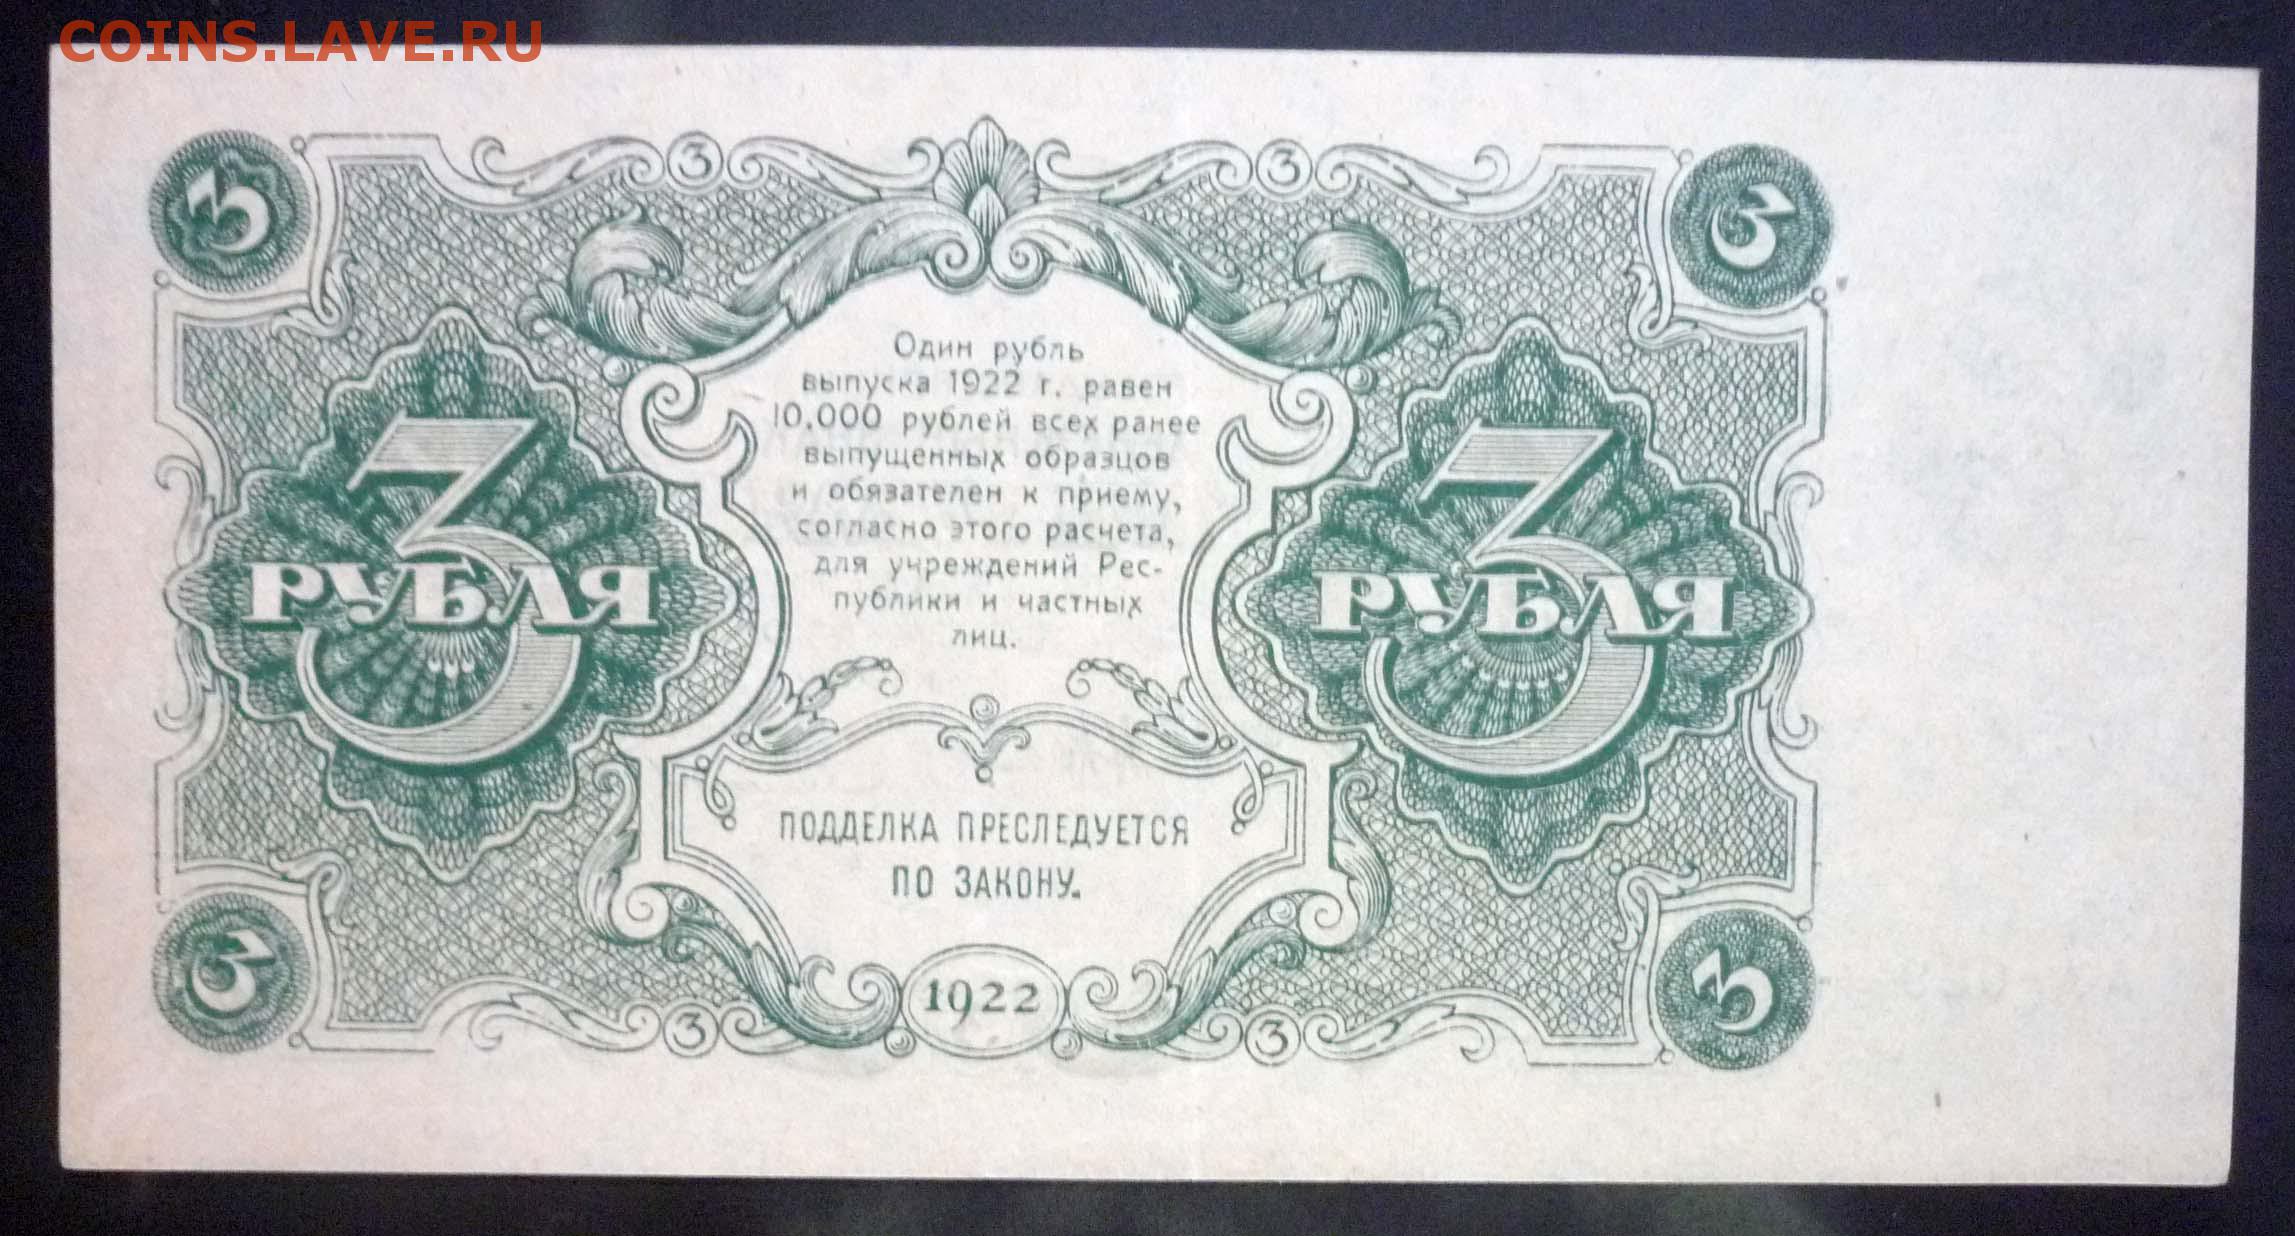 COINS.LAVE.RU
3 3 3 3
Один рубль
выпуска 1922 г. равен
10.000 рублей всех ранее
выпущенных образцов
и обязателен к приему,
согласно этого расчета,
для учреждений Рес-
публики и частных
лиц.
3 РУБЛЯ
3 РУБЛЯ
ПОДДЕЛКА ПРЕСЛЕДУЕТСЯ
ПО ЗАКОНУ.
3 3 1922 3 3